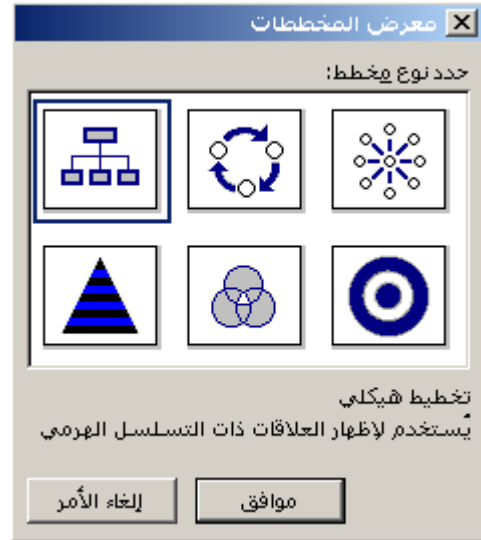 معرض المخططات
حدد نوع مخطط:
تخطيط هيكلي
يُستخدم لإظهار العلاقات ذات التسلسل الهرمي
موافق
إلغاء الأمر